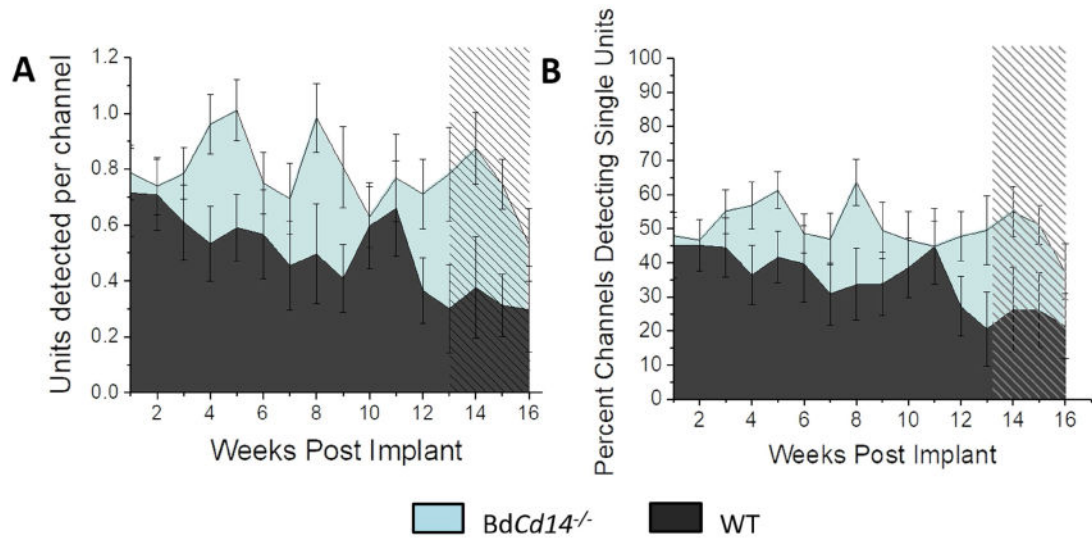 A
Units detected per channel
1.2
1.0
0.8
0.6
0.4
0.2
0.0
2 4 6 8 10 12 14 16
Weeks Post Implant
B
Percent Channels Detecting Single Units
100
90
80
70
60
50
40
30
20
10
0
2 4 6 8 10 12 14 16
Weeks Post Implant
BdCd14⁻/⁻ WT